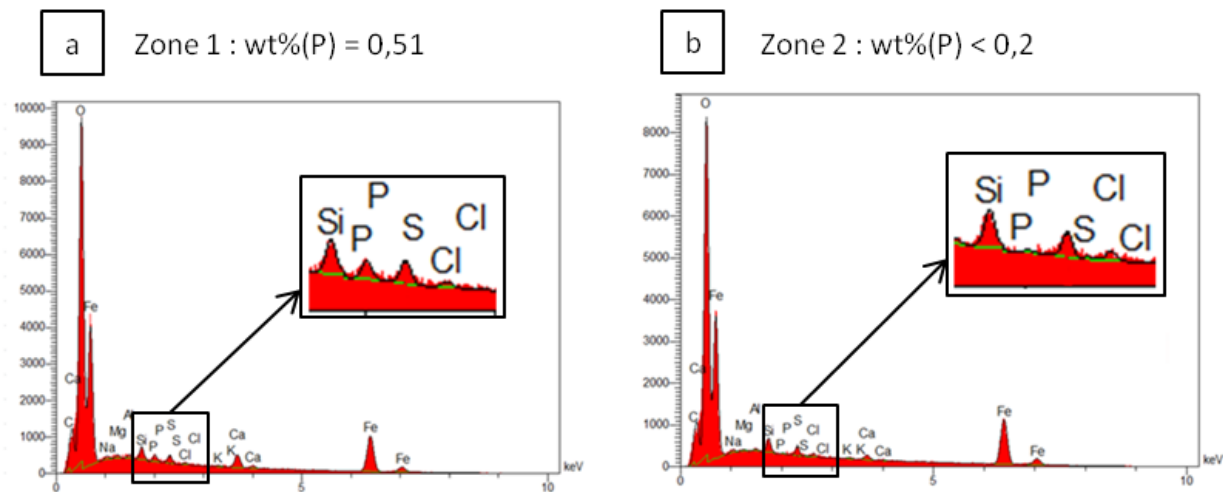 a
Zone 1 : wt%(P) = 0,51
10000
9000
8000
7000
6000
5000
4000
3000
2000
1000
0
O
Fe
Ca
C
Na
Mg
Al
Si
P
P
S
S
Cl
Cl
K
K
Ca
Ca
Fe
Fe
0
5
10
keV
Si
P
P
S
Cl
Cl
b
Zone 2 : wt%(P) < 0,2
8000
7000
6000
5000
4000
3000
2000
1000
0
O
Fe
Ca
C
Na
Mg
Al
Si
P
P
S
S
Cl
Cl
K
K
Ca
Ca
Fe
Fe
0
5
10
keV
Si
P
P
S
Cl
Cl